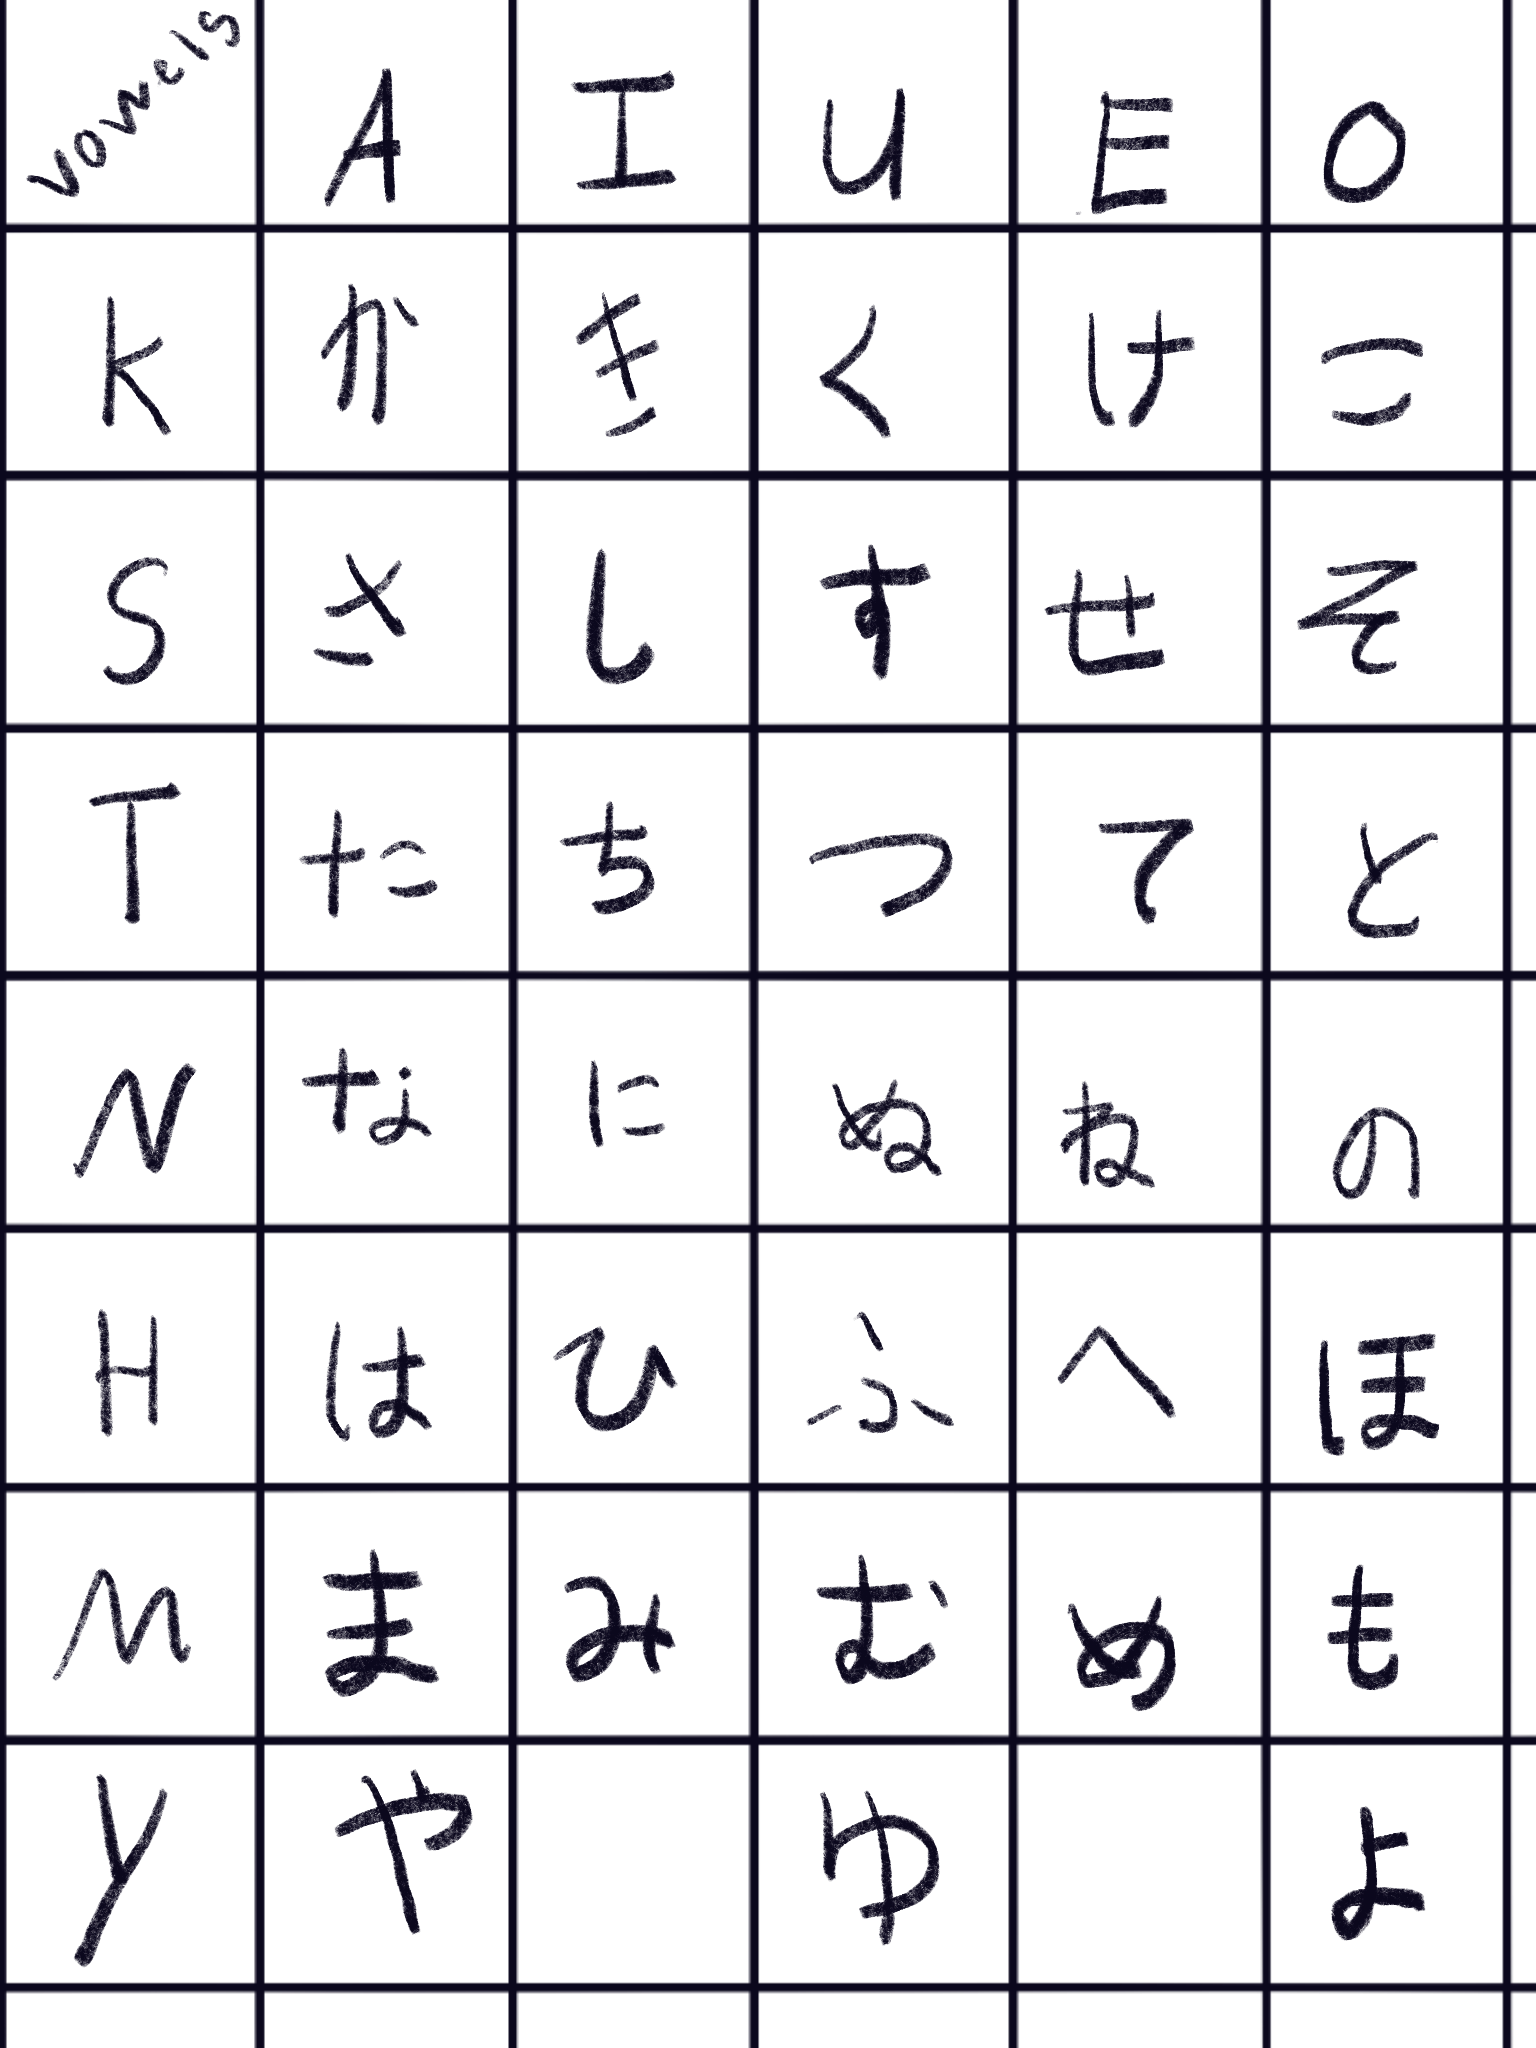 vowels A I U E O
K か き く け こ
S さ し す せ そ
T た ち つ て と
N な に ぬ ね の
H は ひ ふ へ ほ
M ま み む め も
Y や ゆ よ